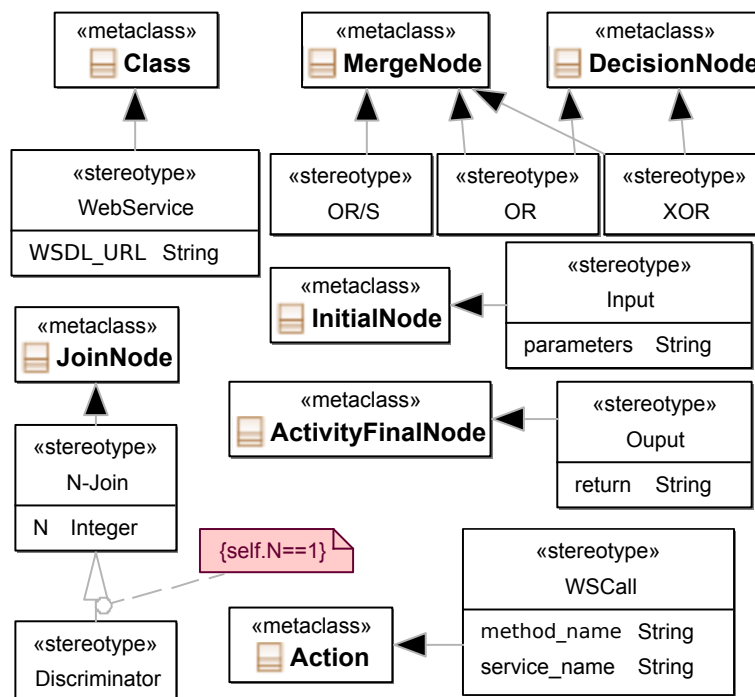 «metaclass»
Class
«metaclass»
MergeNode
«metaclass»
DecisionNode
«stereotype»
WebService
WSDL_URL String
«stereotype»
OR/S
«stereotype»
OR
«stereotype»
XOR
«metaclass»
InitialNode
«stereotype»
Input
parameters String
«metaclass»
JoinNode
«metaclass»
ActivityFinalNode
«stereotype»
Ouput
return String
«stereotype»
N-Join
N Integer
{self.N==1}
«stereotype»
Discriminator
«metaclass»
Action
«stereotype»
WSCall
method_name String
service_name String